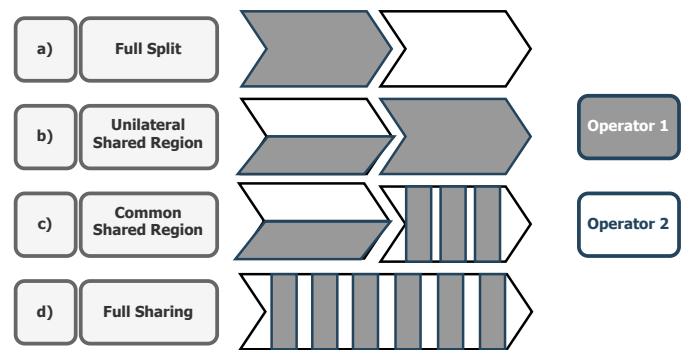 a)
Full Split
b)
Unilateral
Shared Region
Operator 1
c)
Common
Shared Region
Operator 2
d)
Full Sharing